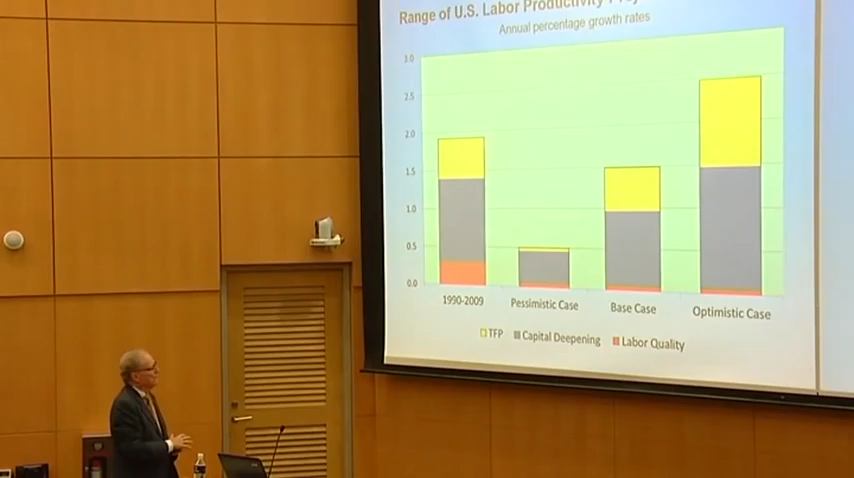 Range of U.S. Labor Productivity
Annual percentage growth rates
3.0
2.5
2.0
1.5
1.0
0.5
0.0
1990-2009
Pessimistic Case
Base Case
Optimistic Case
TFP
Capital Deepening
Labor Quality